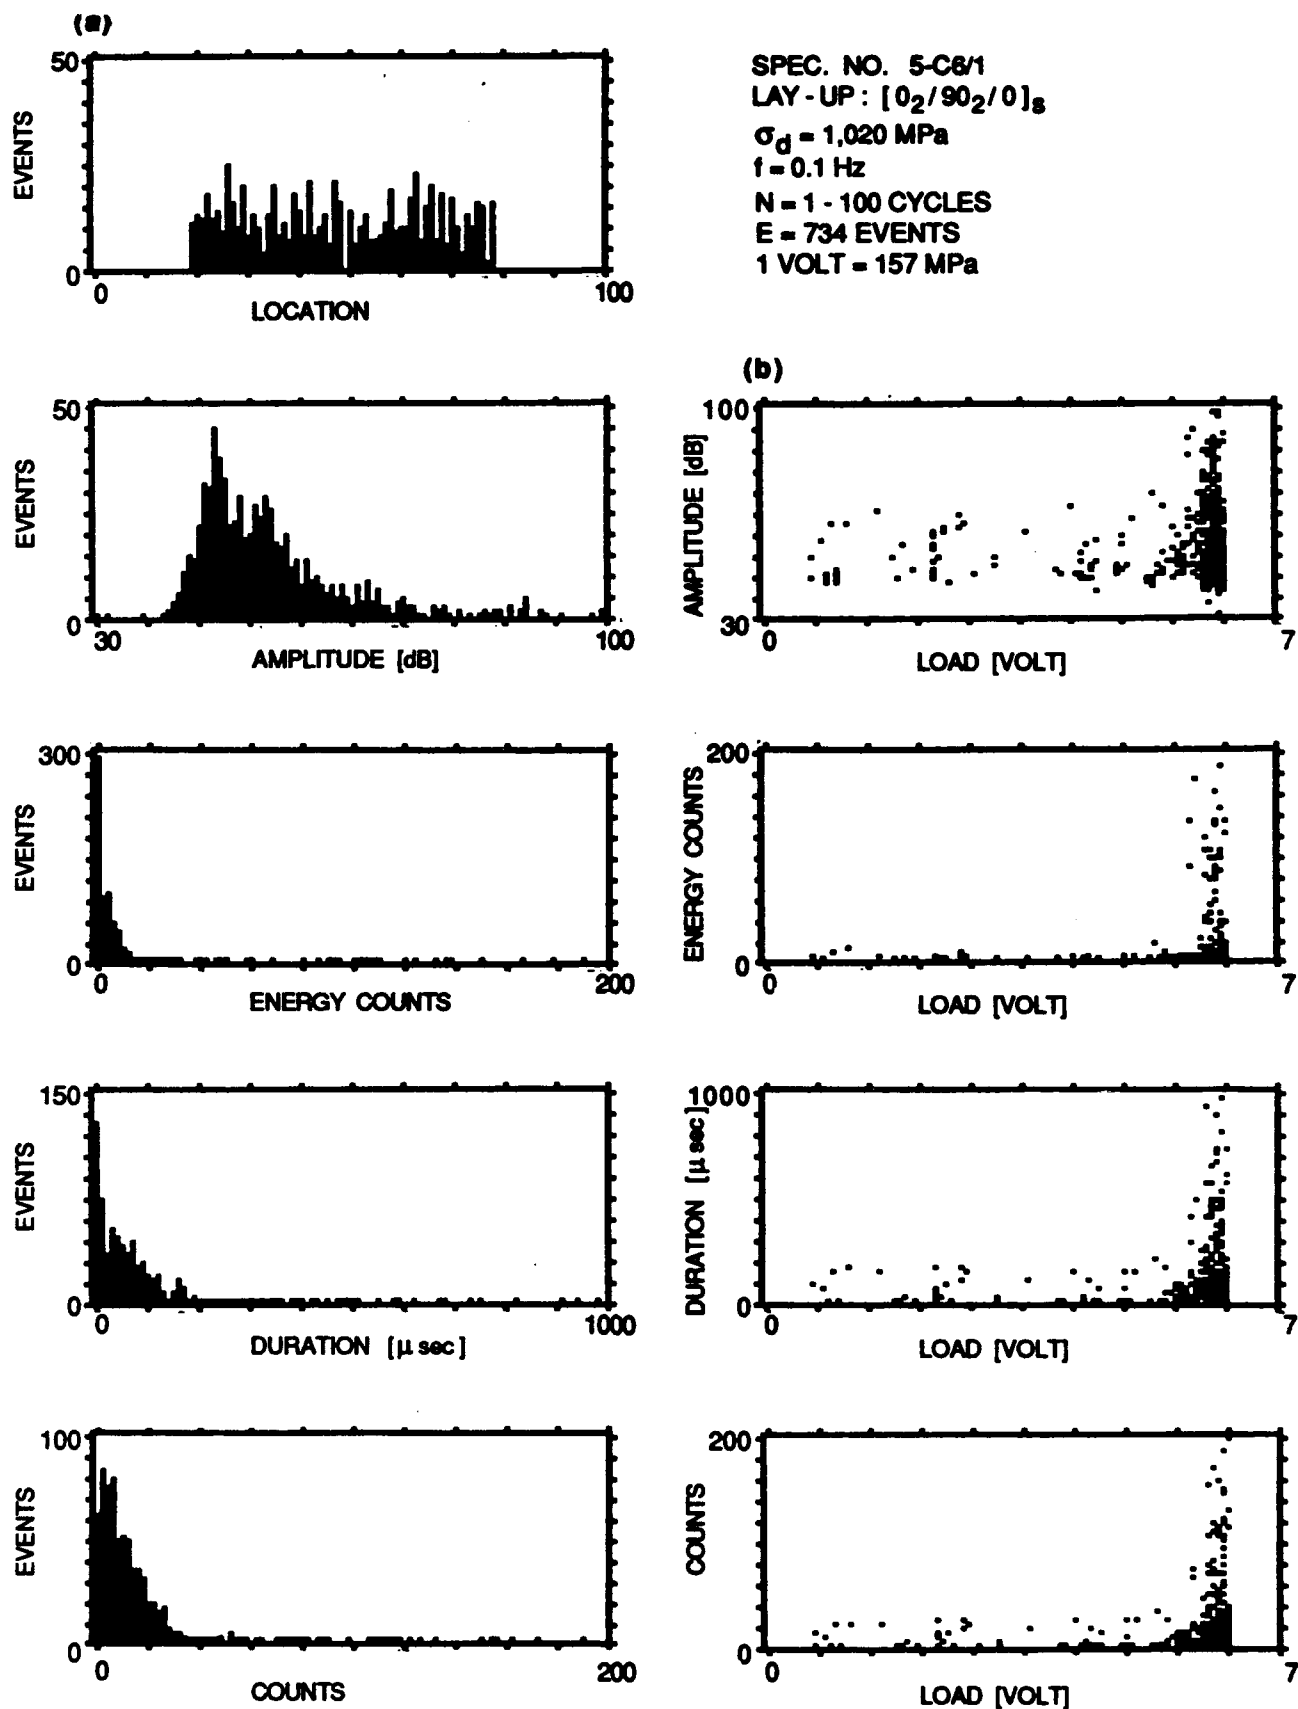 (a)
50
EVENTS
0
0
100
LOCATION
SPEC. NO. 5-C6/1
LAY-UP : [0₂/90₂/0]ₛ
σd = 1,020 MPa
f = 0.1 Hz
N = 1 - 100 CYCLES
E = 734 EVENTS
1 VOLT = 157 MPa
50
EVENTS
0
30
100
AMPLITUDE [dB]
(b)
100
AMPLITUDE [dB]
30
0
7
LOAD [VOLT]
300
EVENTS
0
0
200
ENERGY COUNTS
200
ENERGY COUNTS
0
0
7
LOAD [VOLT]
150
EVENTS
0
0
1000
DURATION [μ sec]
1000
DURATION [μ sec]
0
0
7
LOAD [VOLT]
100
EVENTS
0
0
200
COUNTS
200
COUNTS
0
0
7
LOAD [VOLT]